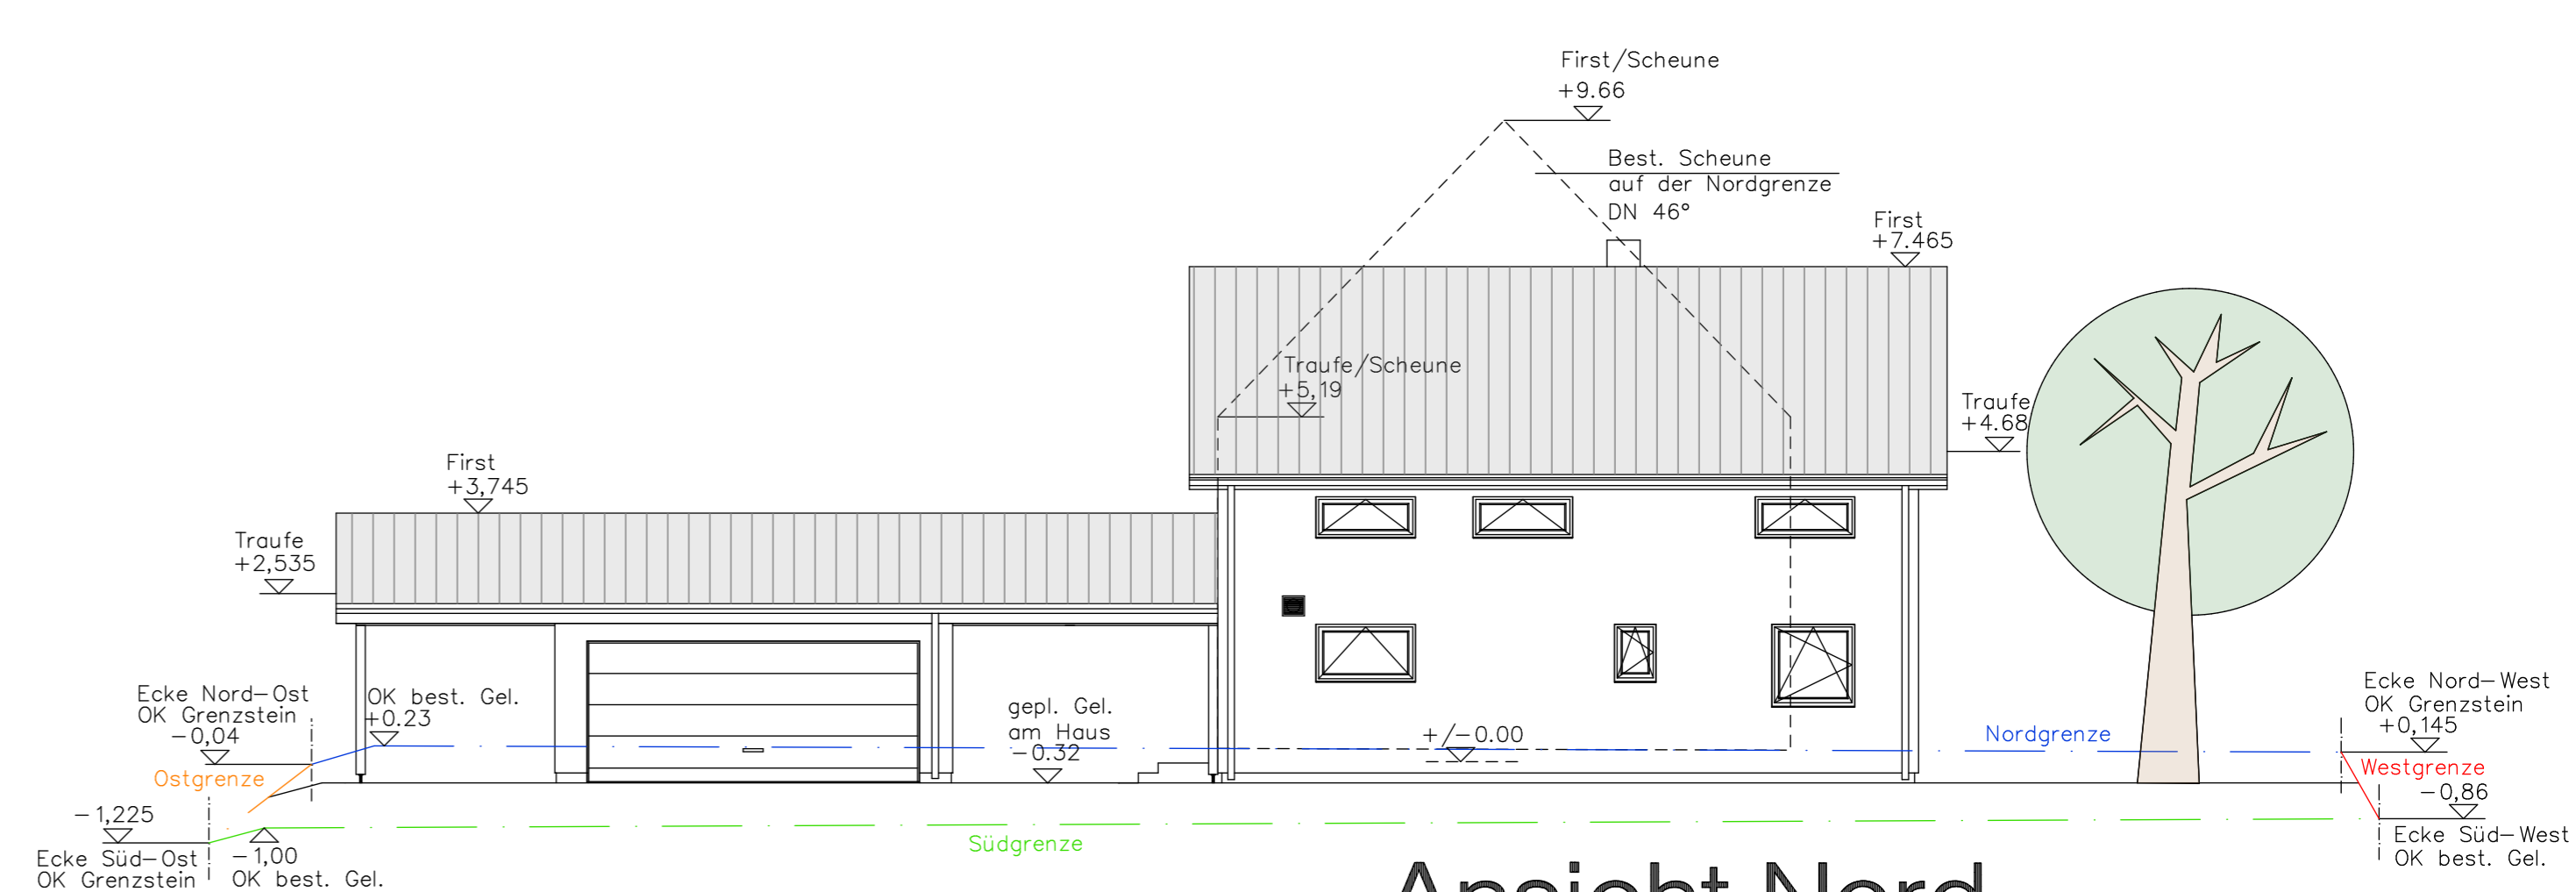 First/Scheune
+9.66
Best. Scheune
auf der Nordgrenze
DN 46°
First
+7.465
Traufe/Scheune
+5,19
Traufe
+4.68
First
+3,745
Traufe
+2,535
Ecke Nord-Ost
OK Grenzstein
-0,04
OK best. Gel.
+0.23
gepl. Gel.
am Haus
-0.32
+/-0.00
Nordgrenze
Ecke Nord-West
OK Grenzstein
+0,145
Ostgrenze
Westgrenze
-0,86
Ecke Süd-West
OK best. Gel.
-1,225
Ecke Süd-Ost
OK Grenzstein
-1,00
OK best. Gel.
Südgrenze
Ansicht Nord